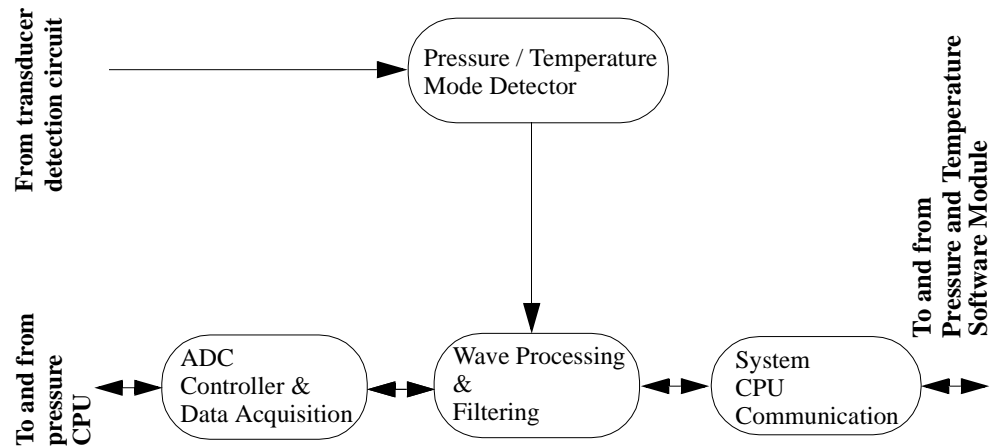 From transducer
detection circuit
Pressure / Temperature
Mode Detector
To and from
Pressure and Temperature
Software Module
To and from
pressure
CPU
ADC
Controller &
Data Acquisition
Wave Processing
&
Filtering
System
CPU
Communication